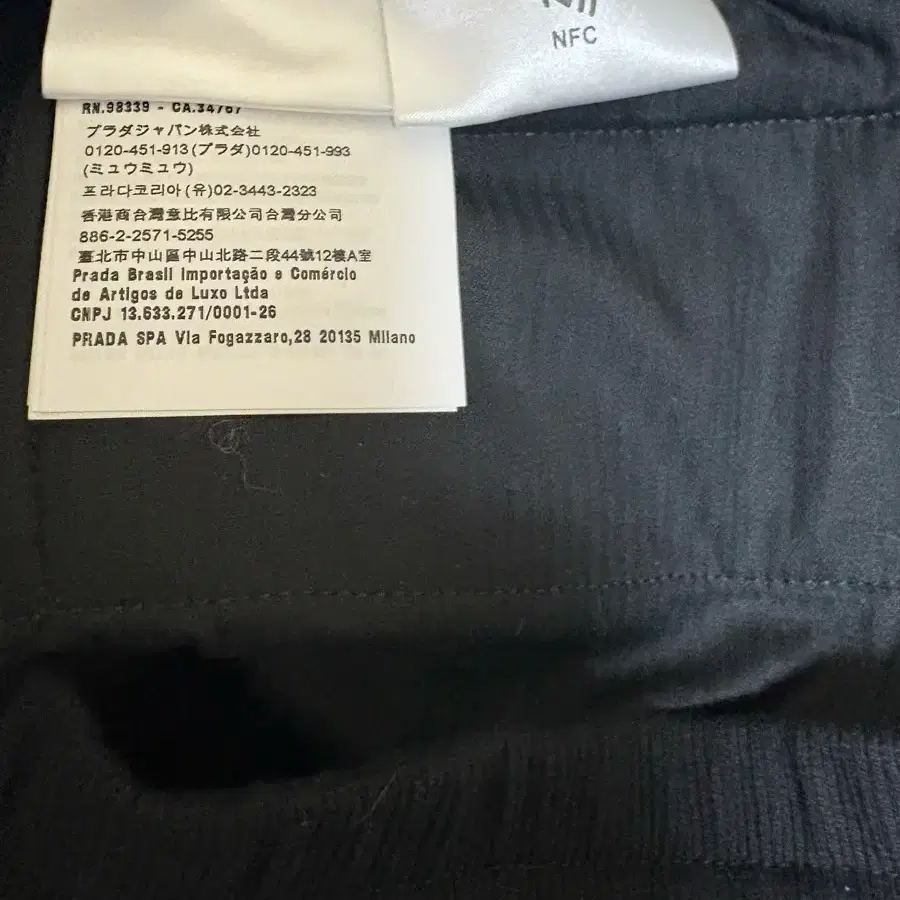 NFC
RN.98339 - CA.34767
プラダジャパン株式会社
0120-451-913(プラダ)0120-451-993
(ミュウミュウ)
프라다코리아(유)02-3443-2323
香港商台灣意比有限公司台灣分公司
886-2-2571-5255
臺北市中山區中山北路二段44號12樓A室
Prada Brasil Importação e Comércio
de Artigos de Luxo Ltda
CNPJ 13.633.271/0001-26
PRADA SPA Via Fogazzaro,28 20135 Milano